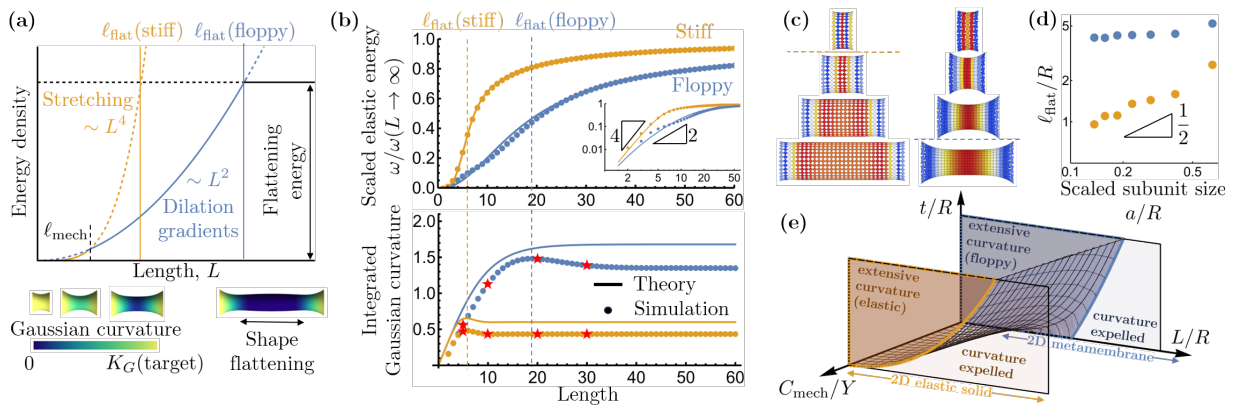 (a)
ℓflat(stiff)
ℓflat(floppy)
Energy density
Stretching
~ L⁴
~ L²
Dilation
gradients
Flattening
energy
ℓmech
Length, L
Gaussian curvature
0
K_G(target)
Shape
flattening
(b)
ℓflat(stiff)
ℓflat(floppy)
Scaled elastic energy
ω/ω(L → ∞)
1.0
0.8
0.6
0.4
0.2
0.0
Stiff
Floppy
1
0.1
0.01
4
2
2
5
10
20
50
0
10
20
30
40
50
60
Integrated
Gaussian curvature
2.0
1.5
1.0
0.5
Theory
Simulation
0
10
20
30
40
50
60
Length
(c)
(d)
ℓflat/R
5
2
1
1
2
0.1
0.2
0.5
Scaled subunit size
a/R
(e)
t/R
extensive
curvature
(floppy)
extensive
curvature
(elastic)
curvature
expelled
curvature
expelled
L/R
2D metamembrane
2D elastic solid
Cmech/Y